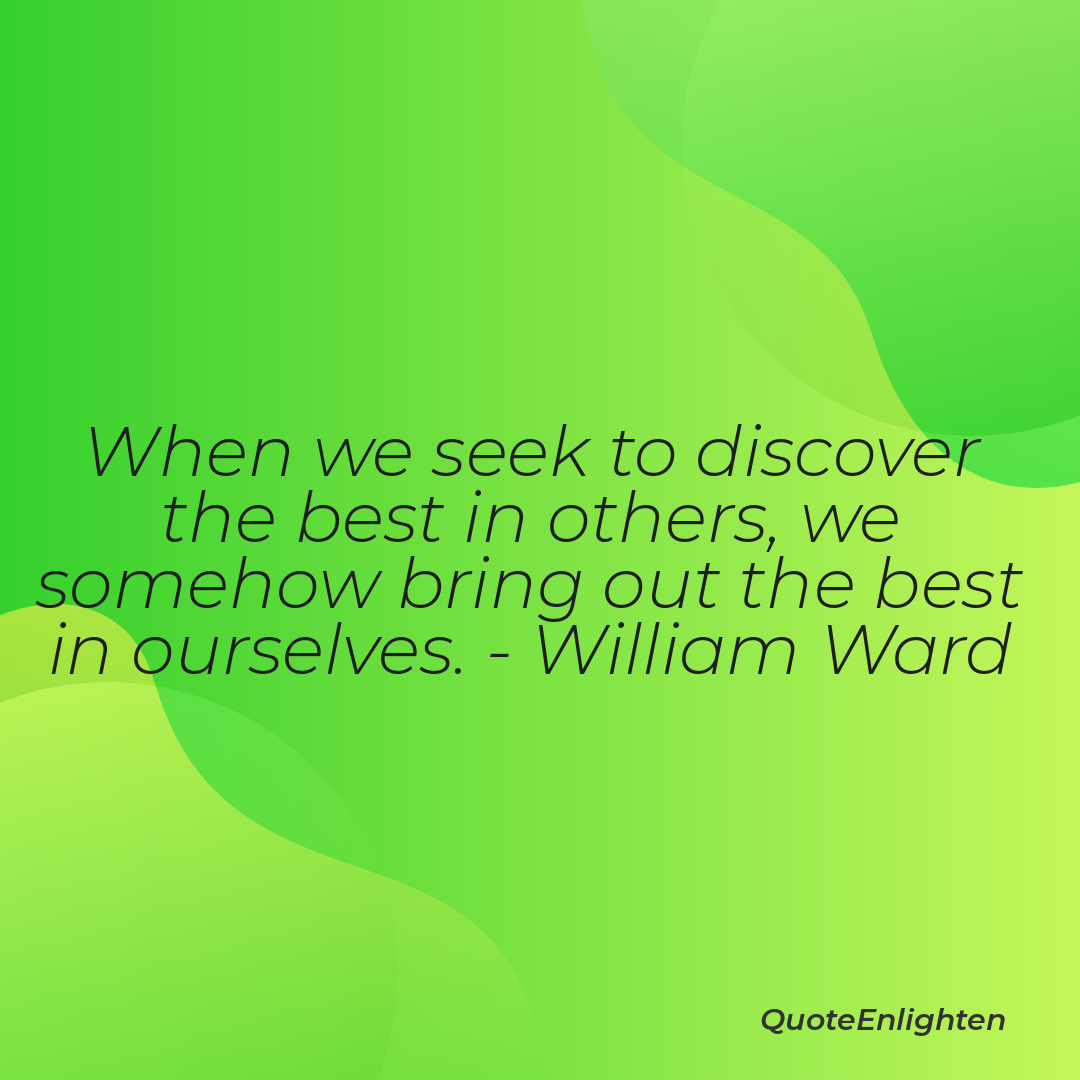 When we seek to discover
the best in others, we
somehow bring out the best
in ourselves. - William Ward
QuoteEnlighten